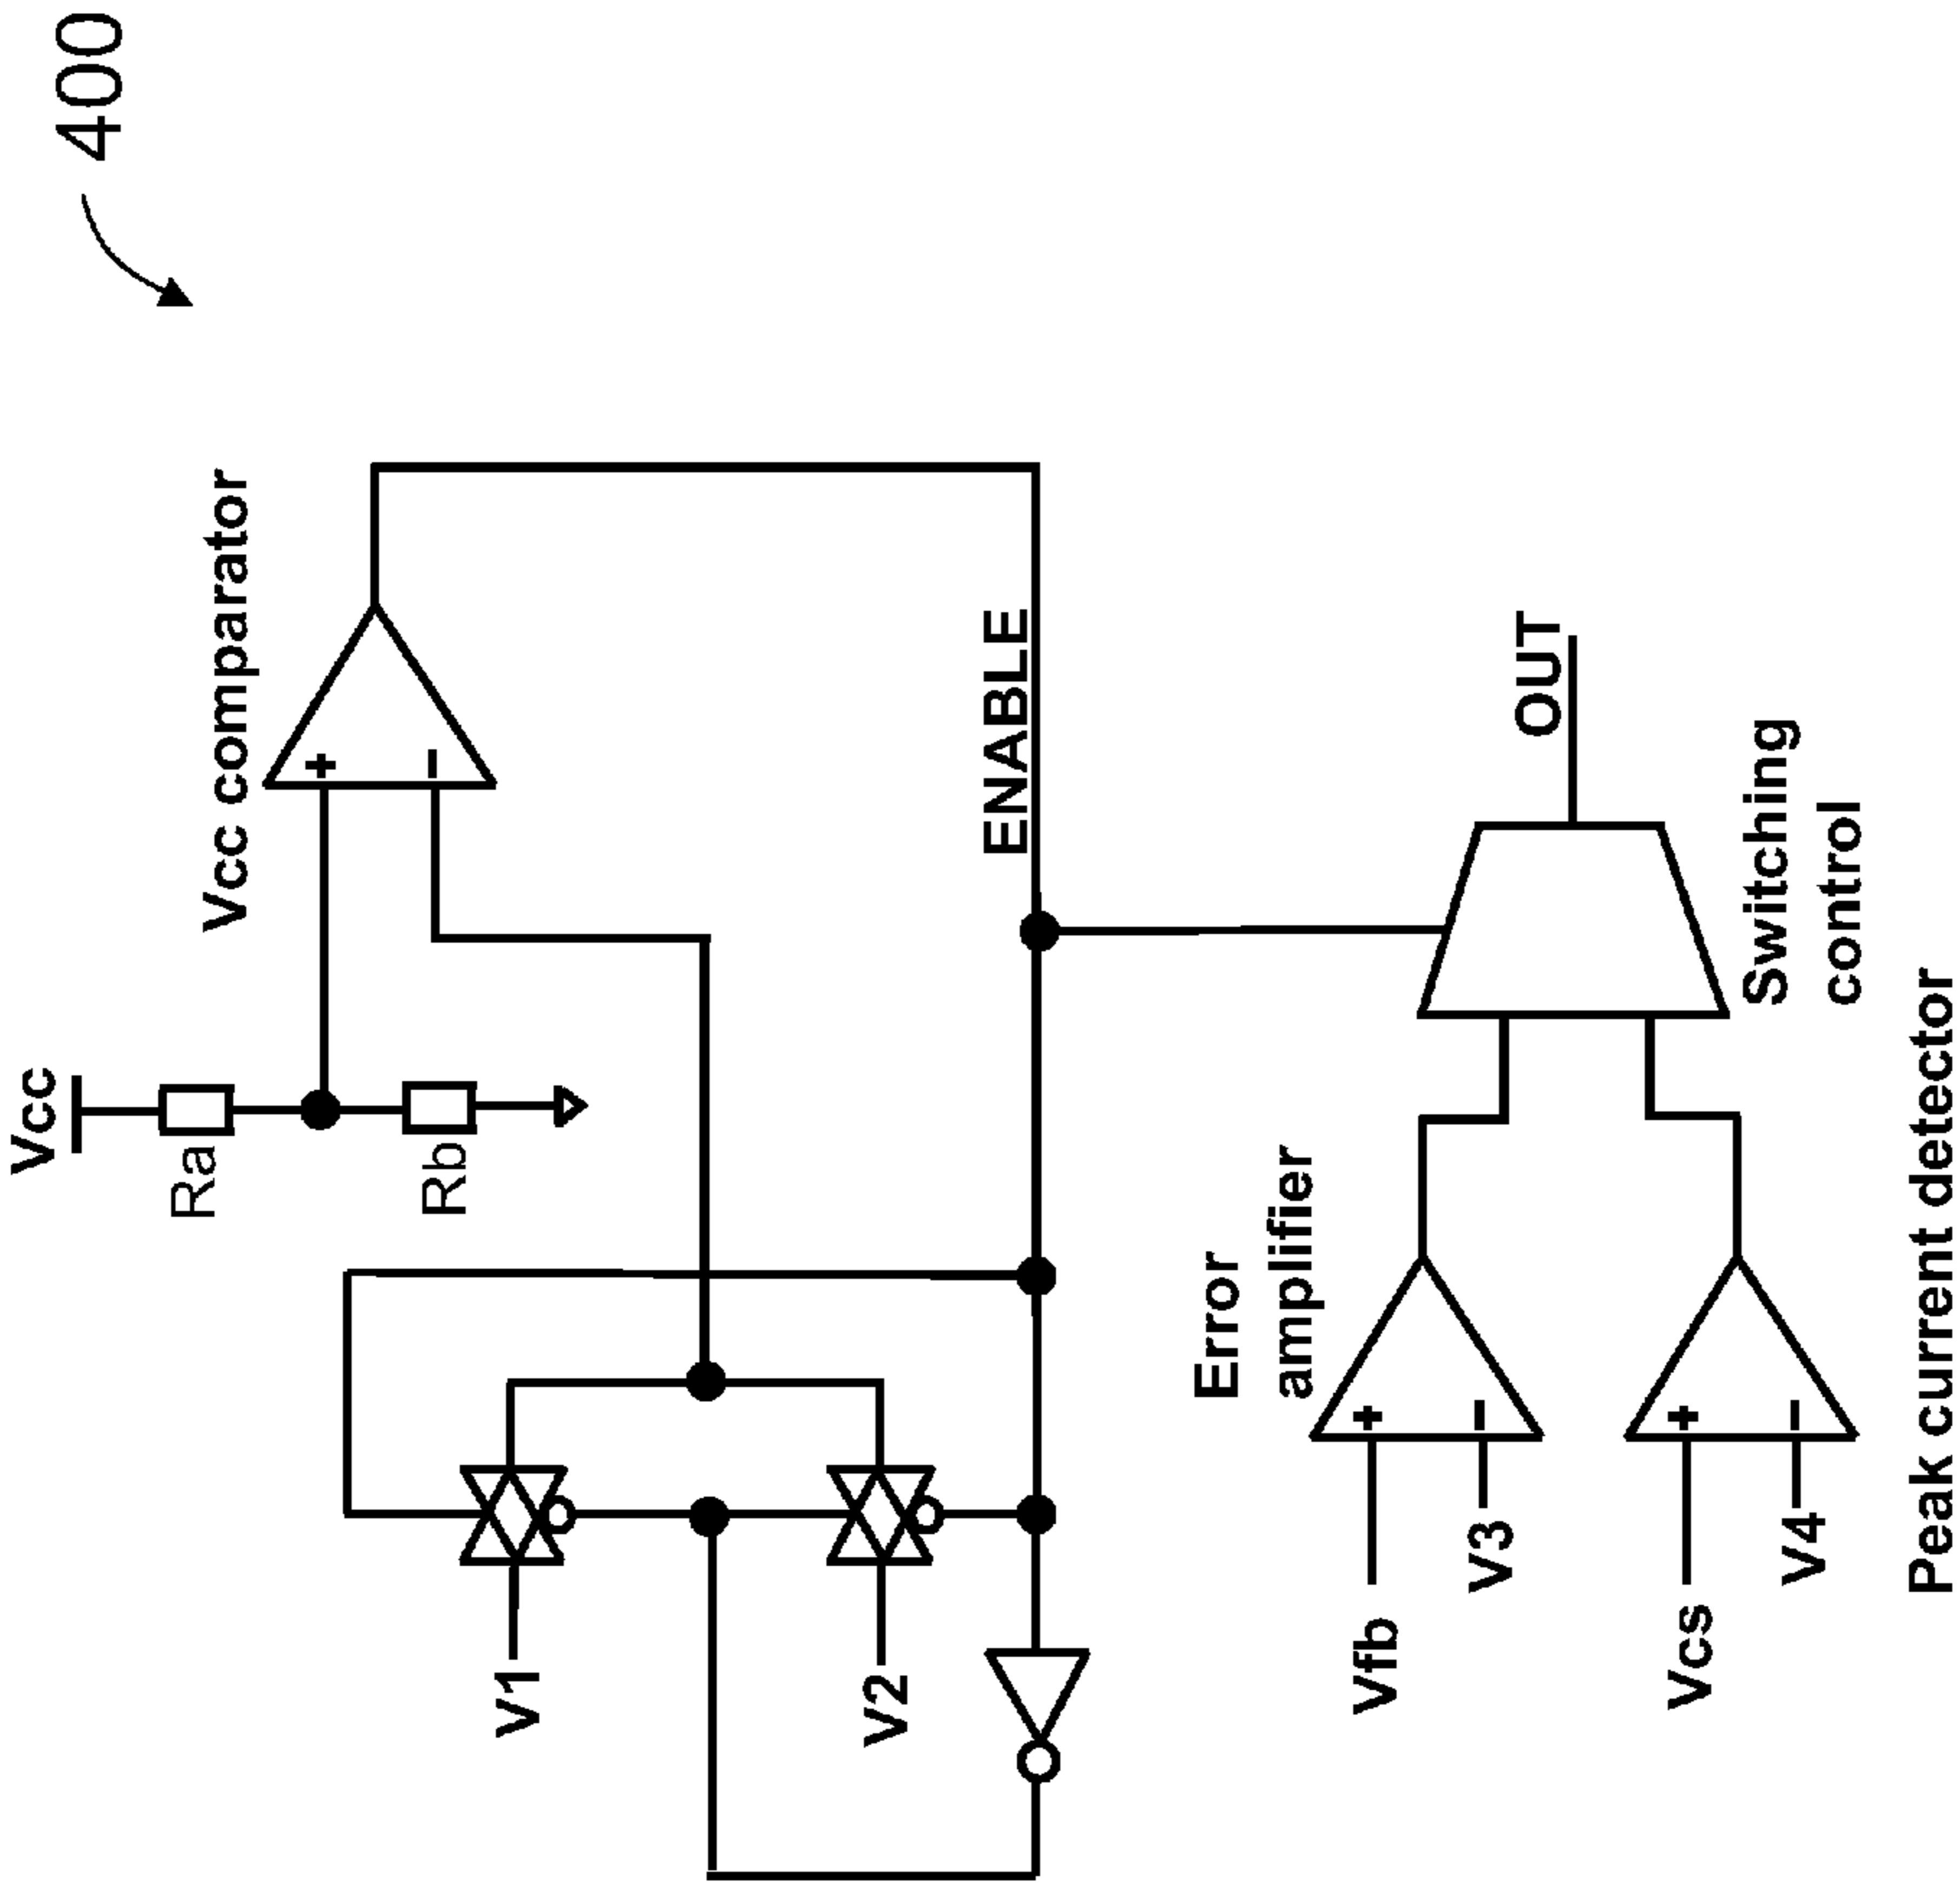 400
Vcc
Ra
Rb
Vcc comparator
+
-
ENABLE
V1
V2
Error
amplifier
Vfb
+
V3
-
Vcs
+
V4
-
OUT
Switching
control
Peak current detector